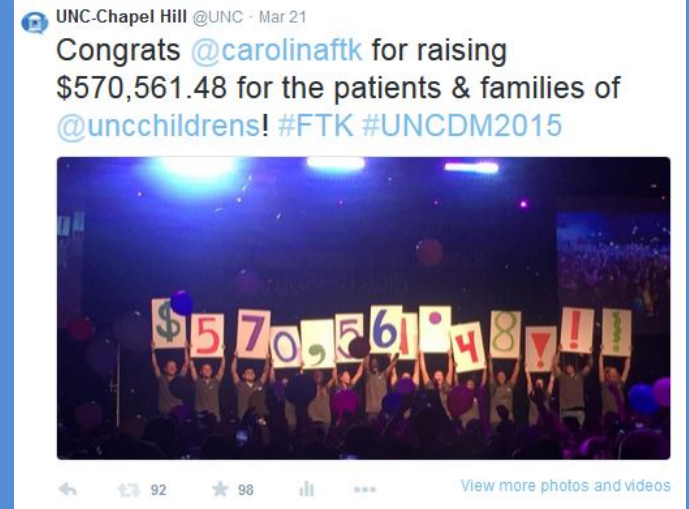 UNC-Chapel Hill @UNC · Mar 21
Congrats @carolinaftk for raising
$570,561.48 for the patients & families of
@uncchildrens! #FTK #UNCDM2015
$570,561.48!!!
92 98 View more photos and videos